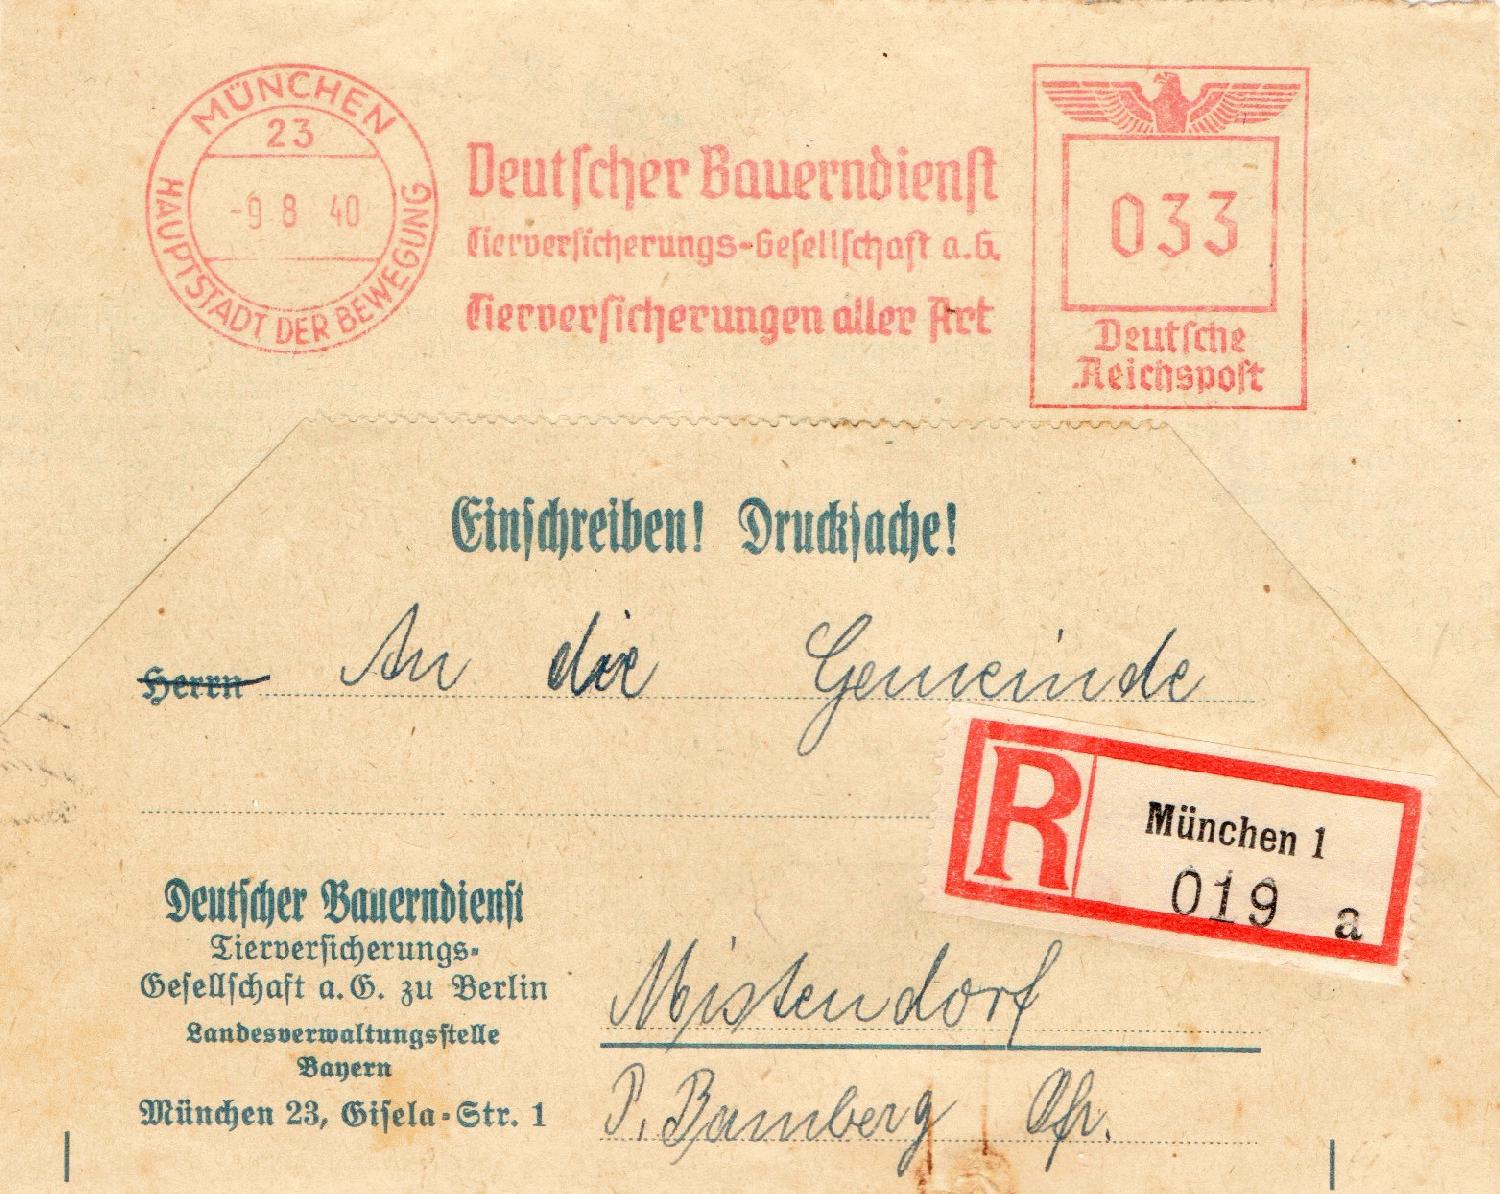 MÜNCHEN
23
-9 8 40
HAUPTSTADT DER BEWEGUNG
Deutscher Bauerndienst
Tierversicherungs-Gesellschaft a.G.
Tierversicherungen aller Art
033
Deutsche
Reichspost
Einschreiben! Drucksache!
Herrn An die Gemeinde
R München 1
019 a
Deutscher Bauerndienst
Tierversicherungs-
Gesellschaft a. G. zu Berlin
Landesverwaltungsstelle
Bayern
München 23, Gisela-Str. 1
Mistendorf
P. Bamberg Ofr.